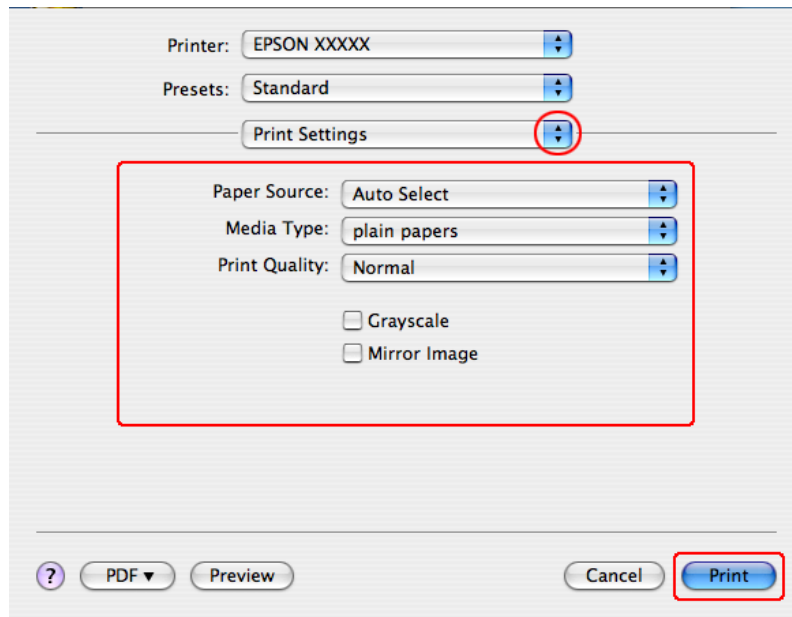 Printer: EPSON XXXXX
Presets: Standard
Print Settings
Paper Source: Auto Select
Media Type: plain papers
Print Quality: Normal
Grayscale
Mirror Image
? PDF▼ Preview Cancel Print